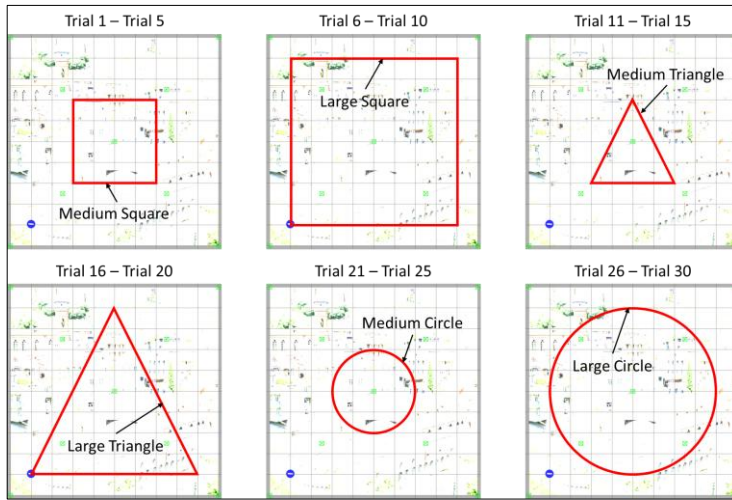 Trial 1 – Trial 5
Trial 6 – Trial 10
Trial 11 – Trial 15
Medium Square
Large Square
Medium Triangle
Trial 16 – Trial 20
Trial 21 – Trial 25
Trial 26 – Trial 30
Large Triangle
Medium Circle
Large Circle